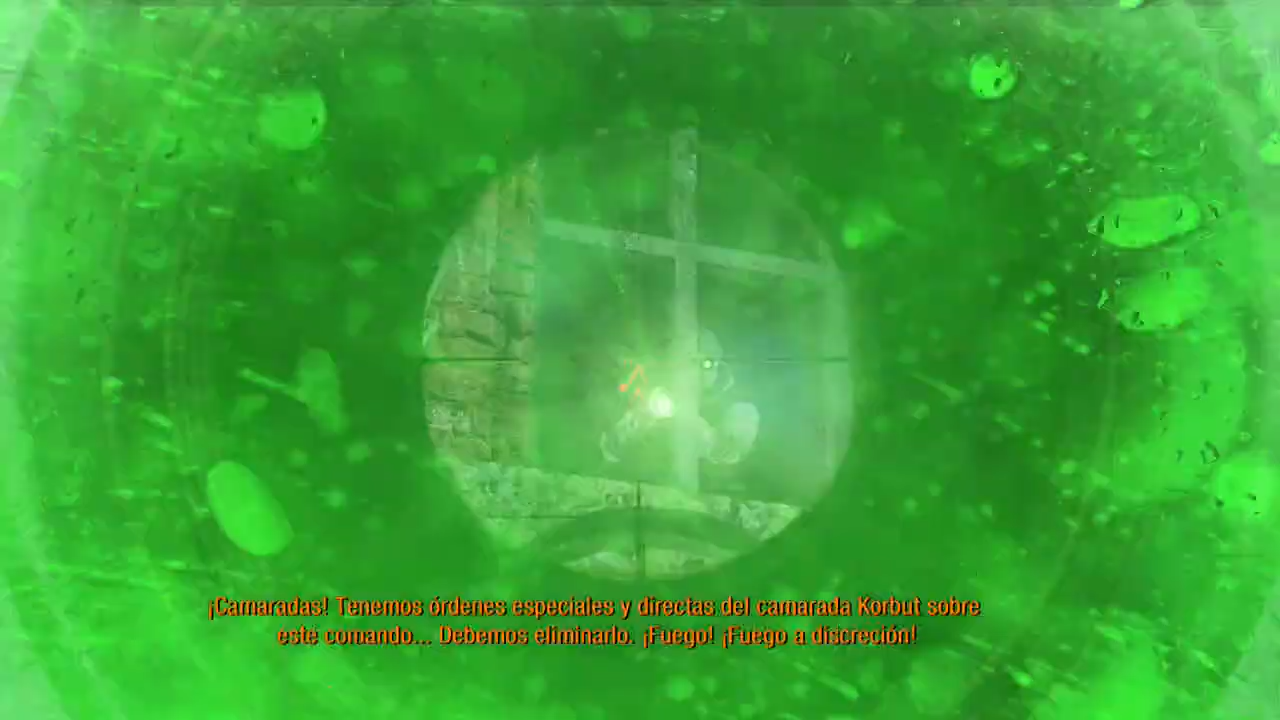 ¡Camaradas! Tenemos órdenes especiales y directas del camarada Korbut sobre
este comando... Debemos eliminarlo. ¡Fuego! ¡Fuego a discreción!